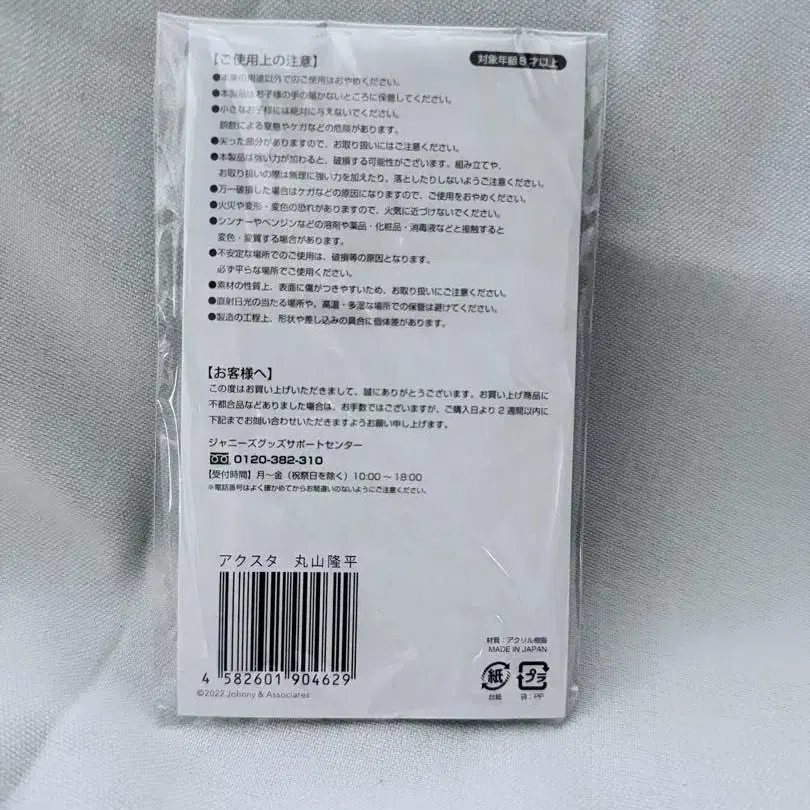 【ご使用上の注意】
対象年齢8才以上
●本来の用途以外でのご使用はおやめください。
●本製品はお子様の手の届かないところに保管してください。
●小さなお子様には絶対に与えないでください。
誤飲による窒息やケガなどの危険があります。
●尖った部分がありますので、お取り扱いにはご注意ください。
●本製品は強い力が加わると、破損する可能性がございます。組み立てや、
お取り扱いの際は無理に強い力を加えたり、落としたりしないようご注意ください。
●万一破損した場合はケガなどの原因になりますので、ご使用をおやめください。
●火災や変形・変色の恐れがありますので、火気に近づけないでください。
●シンナーやベンジンなどの溶剤や薬品・化粧品・消毒液などと接触すると
変色・変質する場合があります。
●不安定な場所でのご使用は、破損等の原因となります。
必ず平らな場所でご使用ください。
●素材の性質上、表面に傷がつきやすいため、お取り扱いにご注意ください。
●直射日光の当たる場所や、高温・多湿な場所での保管は避けてください。
●製造の工程上、形状や差し込みの具合に個体差があります。
【お客様へ】
この度はお買い上げいただきまして、誠にありがとうございます。お買い上げ商品に
不都合品などありました場合は、お手数ではございますが、ご購入日より2週間以内に
下記までお問い合わせいただきますようお願い申し上げます。
ジャニーズグッズサポートセンター
0120-382-310
【受付時間】月～金(祝祭日を除く)10:00～18:00
※電話番号はよく確かめてからお間違いのないようにご注意ください。
アクスタ 丸山隆平
4 582601 904629
©2022 Johnny & Associates
材質:アクリル樹脂
MADE IN JAPAN
紙 プラ
台紙 袋:PP